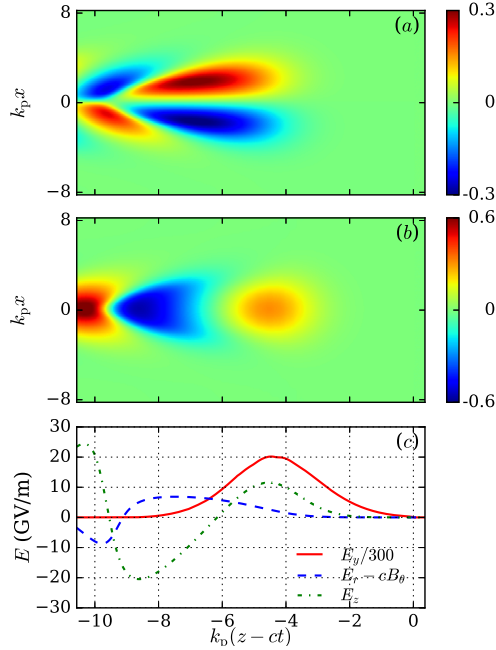 8
0
−8
k_p x
(a)
0.3
0
-0.3
8
0
−8
k_p x
(b)
0.6
0
-0.6
30
20
10
0
−10
−20
−30
E (GV/m)
(c)
E_y/300
E_r − cB_θ
E_z
−10 −8 −6 −4 −2 0
k_p(z − ct)